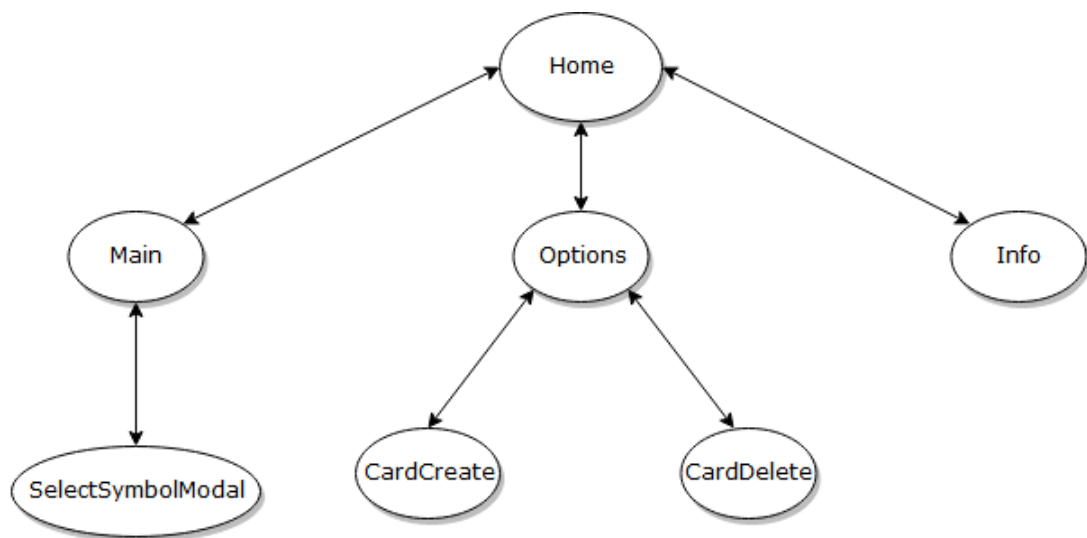 Home
Main
Options
Info
SelectSymbolModal
CardCreate
CardDelete